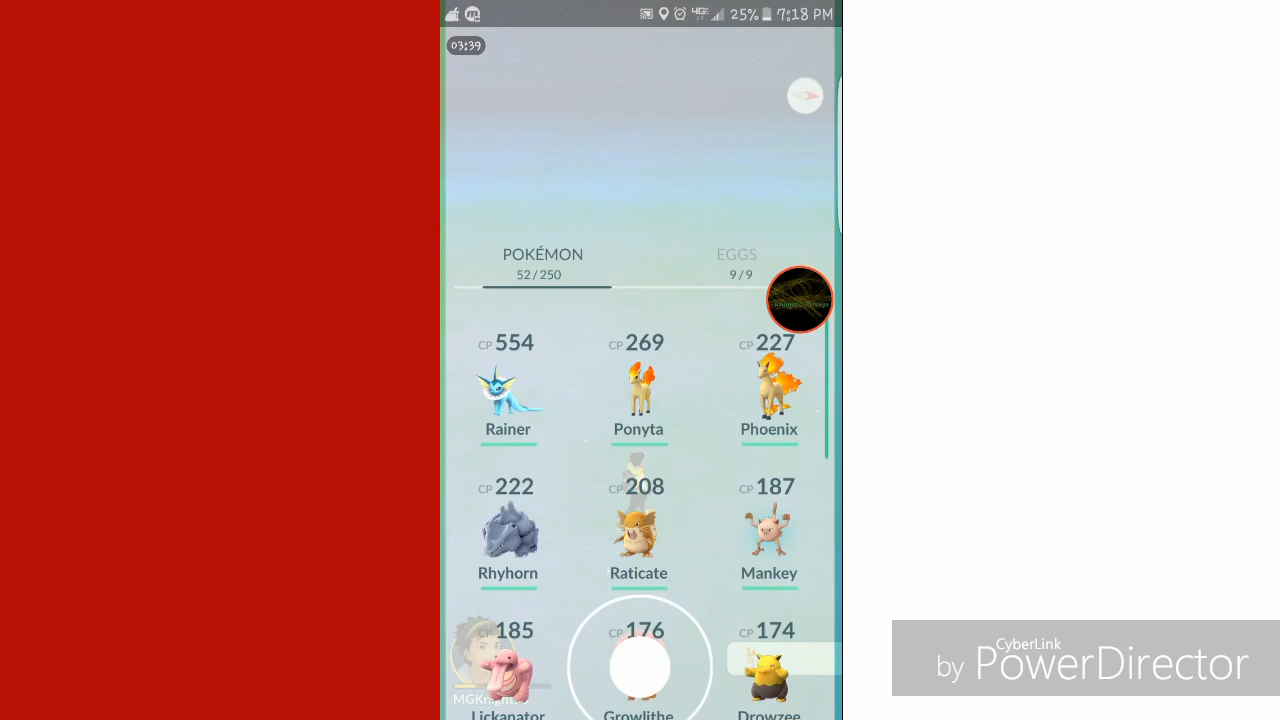 4G 25% 7:18 PM
03:39
POKÉMON EGGS
52 / 250 9 / 9
CP 554 CP 269 CP 227
Rainer Ponyta Phoenix
CP 222 CP 208 CP 187
Rhyhorn Raticate Mankey
CP 185 CP 176 CP 174
Lickanator Growlithe Drowzee
CyberLink
by PowerDirector